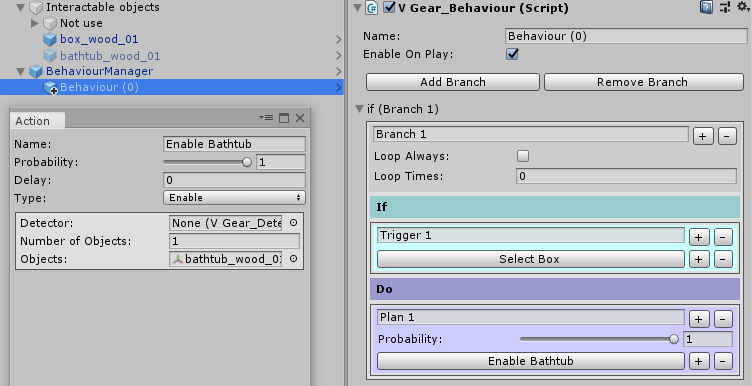 Interactable objects
Not use
box_wood_01
bathtub_wood_01
BehaviourManager
Behaviour (0)
Action
Name: Enable Bathtub
Probability: 1
Delay: 0
Type: Enable
Detector: None (V Gear_Dete
Number of Objects: 1
Objects: bathtub_wood_0
V Gear_Behaviour (Script)
Name: Behaviour (0)
Enable On Play:
Add Branch Remove Branch
if (Branch 1)
Branch 1 + -
Loop Always:
Loop Times: 0
If
Trigger 1 + -
Select Box + -
Do
Plan 1 + -
Probability: 1
Enable Bathtub + -